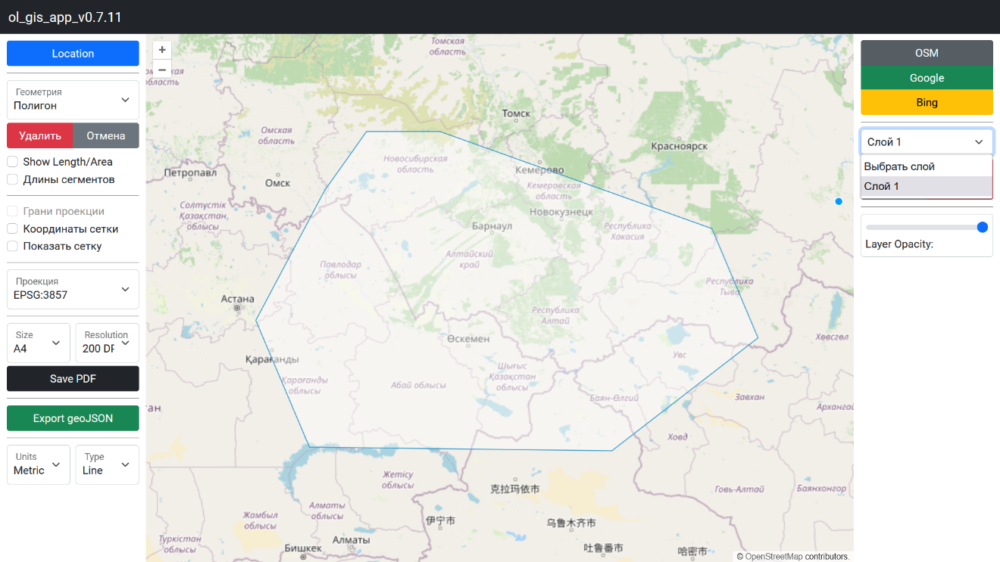 ol_gis_app_v0.7.11
Location
Геометрия
Полигон
Удалить
Отмена
Show Length/Area
Длины сегментов
Грани проекции
Координаты сетки
Показать сетку
Проекция
EPSG:3857
Size
A4
Resolution
200 DP
Save PDF
Export geoJSON
Units
Metric
Type
Line
+
−
Томская
область
область
Томск
Омская
область
Красноярск
Новосибирская
область
Петропавл
Кемерово
Омск
Кемеровская
область
Солтүстік
Қазақстан
облысы
Новокузнецк
Барнаул
Республика
Хакасия
Алтайский
край
Павлодар
облысы
Республика
Тыва
Астана
Республика
Алтай
Хөвсгөл
Өскемен
Қарағанды
Увс
Шығыс
Қазақстан
облысы
Қарағанды
облысы
Абай облысы
Баян-Өлгий
Завхан
Архангай
ан
Ховд
Жетісу
облысы
克拉玛依市
Говь-Алтай
Баянхонгор
Алматы
облысы
Жамбыл
облысы
伊宁市
乌鲁木齐市
Түркістан
облысы
Алматы
Бишкек
吐鲁番市
哈密市
© OpenStreetMap contributors.
OSM
Google
Bing
Слой 1
Выбрать слой
Слой 1
Layer Opacity: